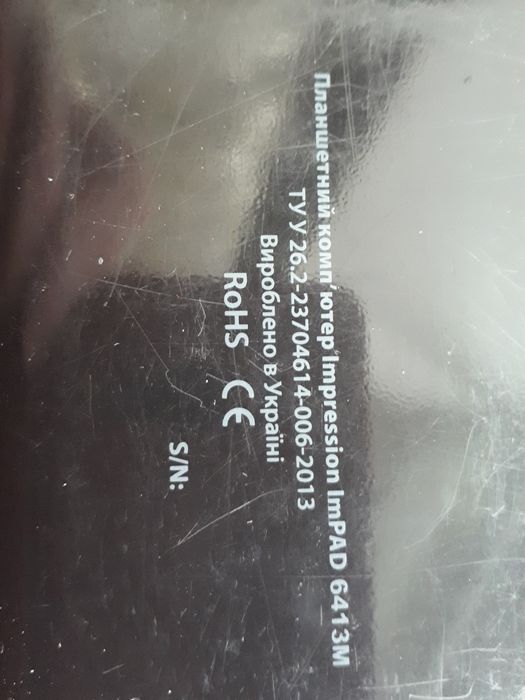 Планшетний комп'ютер Impression ImPAD 6413M
ТУ У 26.2-23704614-006-2013
Вироблено в Україні
RoHS CE
S/N: